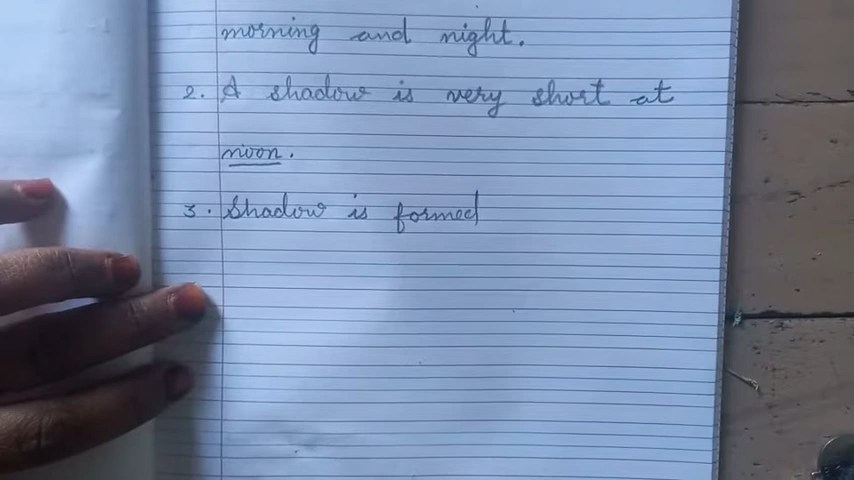 morning and night.
2. A shadow is very short at
noon.
3. Shadow is formed